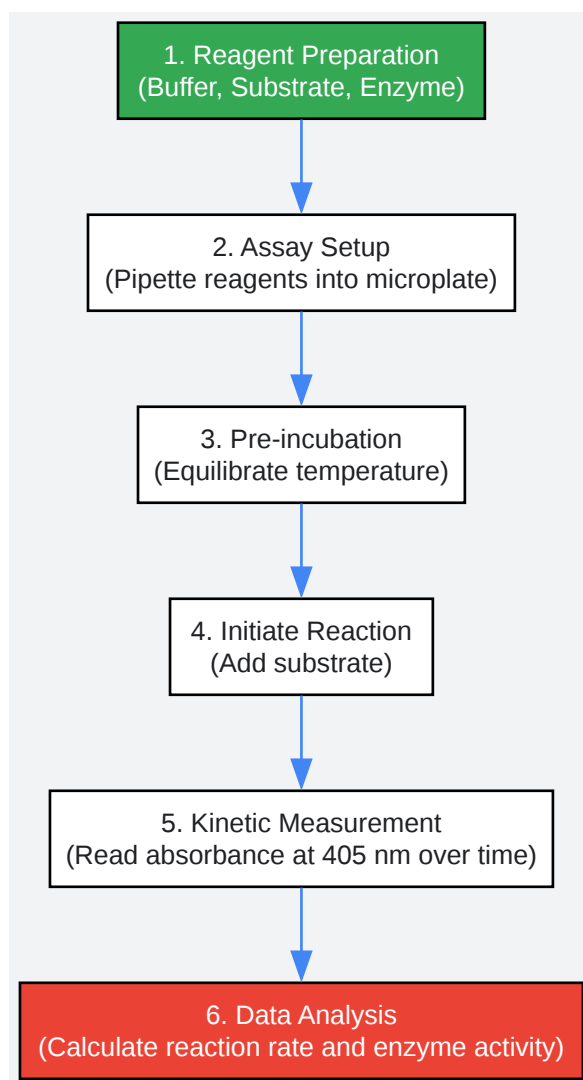 1. Reagent Preparation
(Buffer, Substrate, Enzyme)
2. Assay Setup
(Pipette reagents into microplate)
3. Pre-incubation
(Equilibrate temperature)
4. Initiate Reaction
(Add substrate)
5. Kinetic Measurement
(Read absorbance at 405 nm over time)
6. Data Analysis
(Calculate reaction rate and enzyme activity)